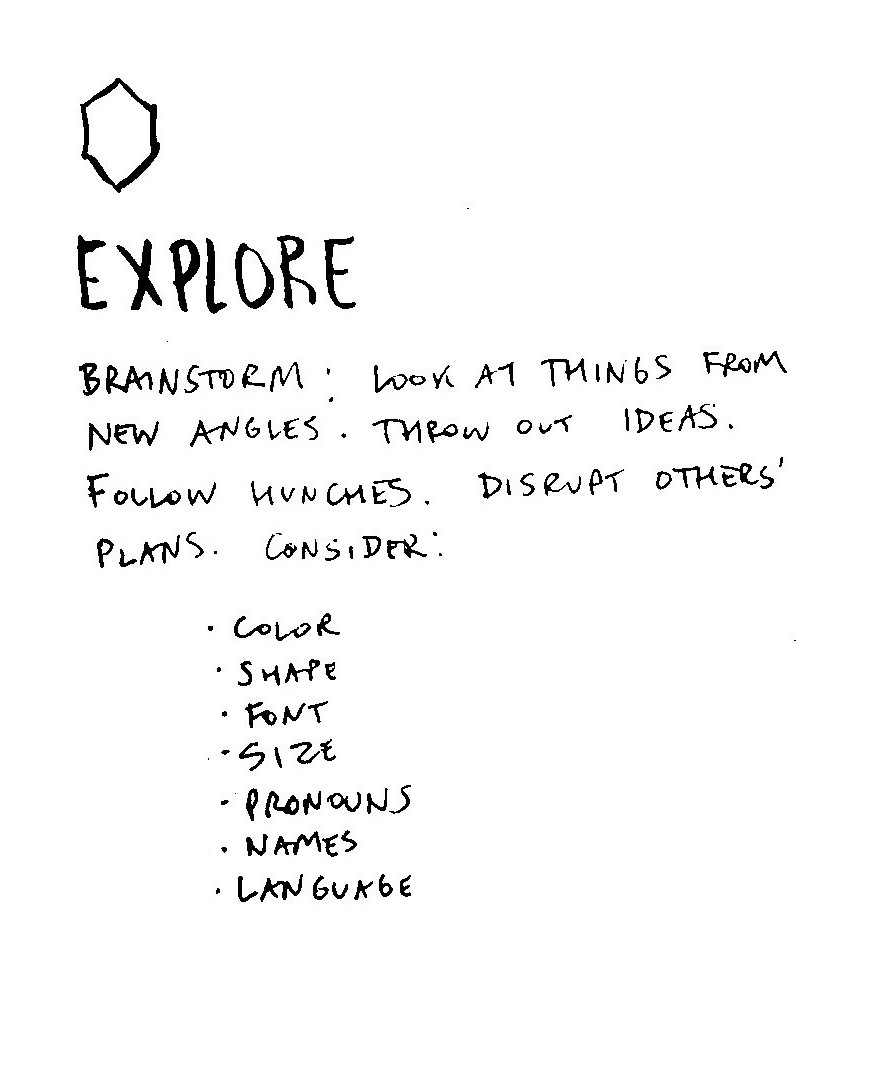 EXPLORE
BRAINSTORM: LOOK AT THINGS FROM
NEW ANGLES. THROW OUT IDEAS.
FOLLOW HUNCHES. DISRUPT OTHERS'
PLANS. CONSIDER:
· COLOR
· SHAPE
· FONT
· SIZE
· PRONOUNS
· NAMES
· LANGUAGE